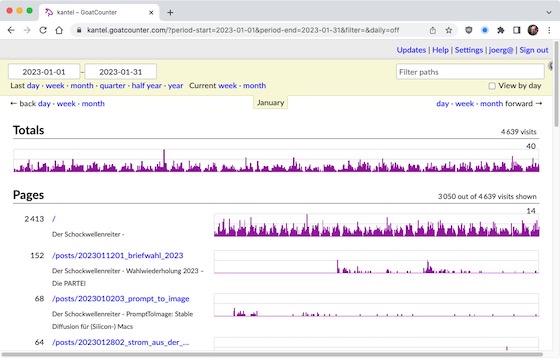 kantel – GoatCounter
kantel.goatcounter.com/?period-start=2023-01-01&period-end=2023-01-31&filter=&daily=off
Updates | Help | Settings | joerg@ | Sign out
2023-01-01 – 2023-01-31
Filter paths
Last day · week · month · quarter · half year · year Current week · month
View by day
← back day · week · month
January
day · week · month forward →
Totals
4 639 visits
40
Pages
3 050 out of 4 639 visits shown
2 413 /
14
Der Schockwellenreiter -
152 /posts/2023011201_briefwahl_2023
Der Schockwellenreiter - Wahlwiederholung 2023 –
Die PARTEI
68 /posts/2023010203_prompt_to_image
Der Schockwellenreiter - PromptToImage: Stable
Diffusion für (Silicon-) Macs
64 /posts/2023012802_strom_aus_der_...